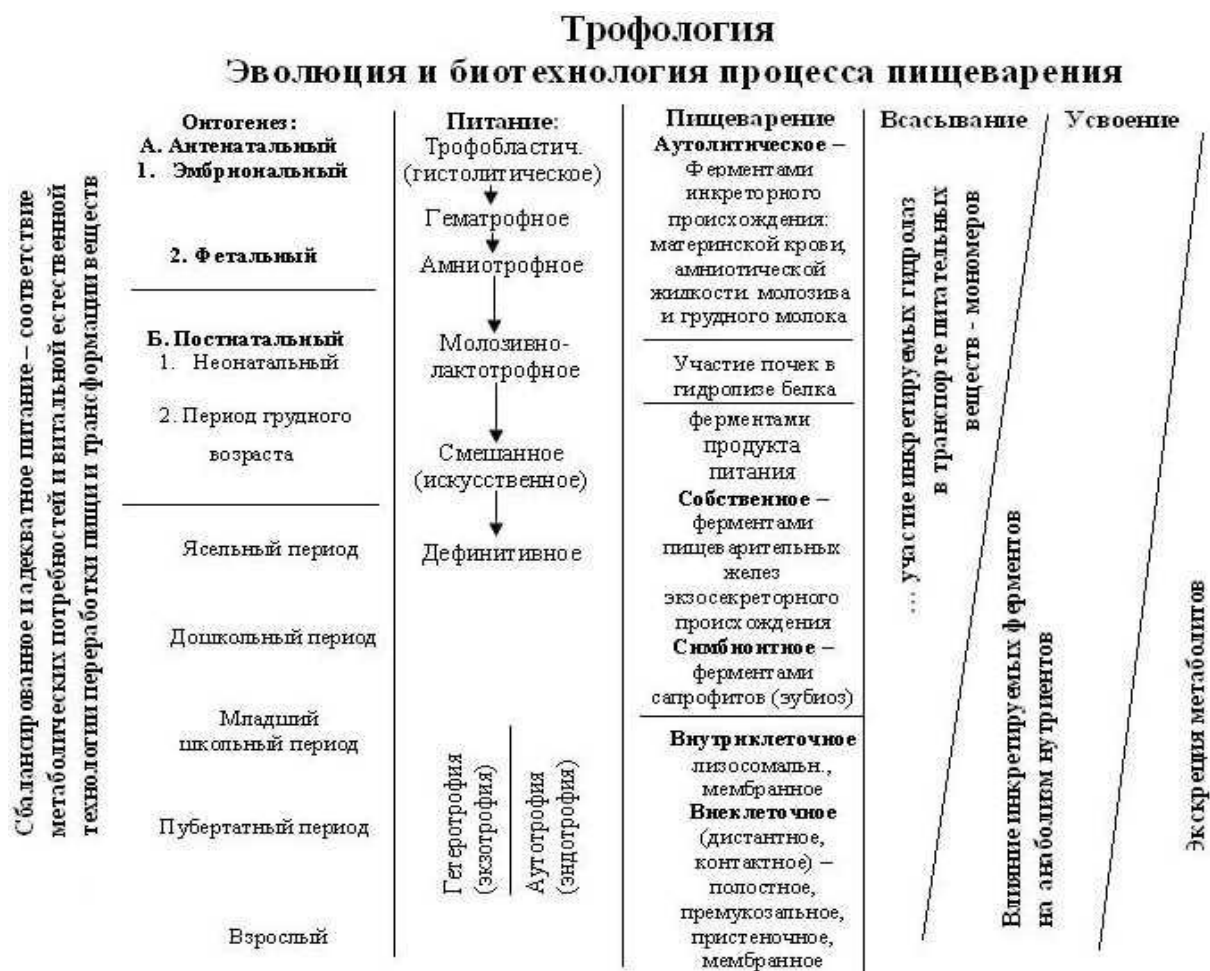 Трофология
Эволюция и биотехнология процесса пищеварения
Сбалансированное и адекватное питание – соответствие
метаболических потребностей и витальной естественной
технологии переработки пищи и трансформации веществ
Онтогенез:
А. Антенатальный
1. Эмбриональный
2. Фетальный
Б. Постнатальный
1. Неонатальный
2. Период грудного
возраста
Ясельный период
Дошкольный период
Младший
школьный период
Пубертатный период
Взрослый
Питание:
Трофобластич.
(гистолитическое)
Гематрофное
Амниотрофное
Молозивно-
лактотрофное
Смешанное
(искусственное)
Дефинитивное
Гетеротрофия
(экзотрофия)
Аутотрофия
(эндотрофия)
Пищеварение
Аутолитическое –
Ферментами
инкреторного
происхождения:
материнской крови,
амниотической
жилкости. молозива
и грудного молока
Участие почек в
гидролизе белка
ферментами
продукта
питания
Собственное –
ферментами
пищеварительных
желез
экзосекреторного
происхождения
Симбионтное –
ферментами
сапрофитов (эубиоз)
Внутриклеточное
лизосомальн.,
мембранное
Внеклеточное
(дистантное,
контактное) –
полостное,
премукозальное,
пристеночное,
мембранное
Всасывание
... участие инкретируемых гидролаз
в транспорте питательных
веществ - мономеров
Усвоение
Влияние инкретируемых ферментов
на анаболизм нутриентов
Экскреция метаболитов